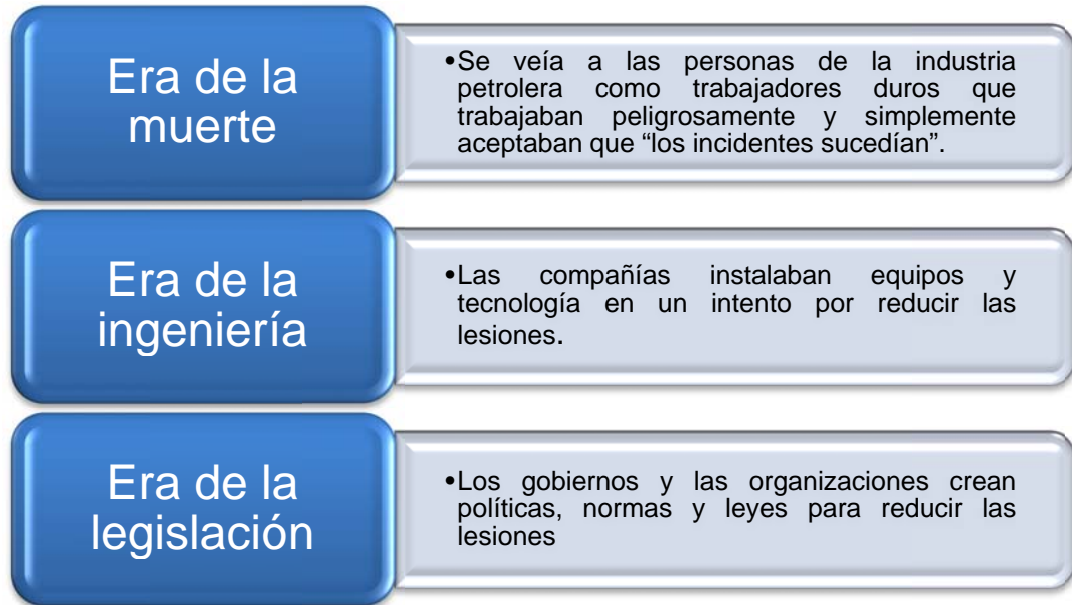 Era de la
muerte
•Se veía a las personas de la industria
petrolera como trabajadores duros que
trabajaban peligrosamente y simplemente
aceptaban que “los incidentes sucedían”.
Era de la
ingeniería
•Las compañías instalaban equipos y
tecnología en un intento por reducir las
lesiones.
Era de la
legislación
•Los gobiernos y las organizaciones crean
políticas, normas y leyes para reducir las
lesiones